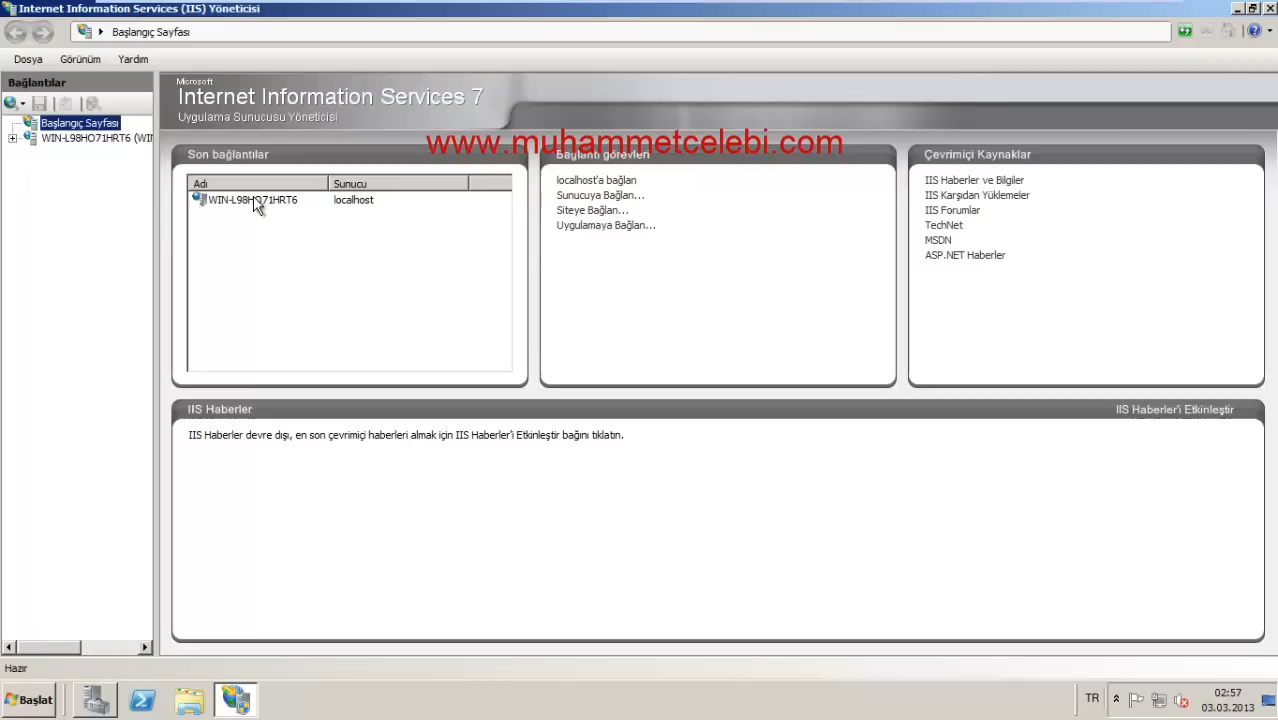 Internet Information Services (IIS) Yöneticisi
Başlangıç Sayfası
Dosya Görünüm Yardım
Bağlantılar
Başlangıç Sayfası
WIN-L98HO71HRT6 (WIN
Microsoft
Internet Information Services 7
Uygulama Sunucusu Yöneticisi
www.muhammetcelebi.com
Son bağlantılar
Adı Sunucu
WIN-L98HO71HRT6 localhost
Bağlantı görevleri
localhost'a bağlan
Sunucuya Bağlan...
Siteye Bağlan...
Uygulamaya Bağlan...
Çevrimiçi Kaynaklar
IIS Haberler ve Bilgiler
IIS Karşıdan Yüklemeler
IIS Forumlar
TechNet
MSDN
ASP.NET Haberler
IIS Haberler IIS Haberler'i Etkinleştir
IIS Haberler devre dışı, en son çevrimiçi haberleri almak için IIS Haberler'i Etkinleştir bağını tıklatın.
Hazır
Başlat
TR
02:57
03.03.2013